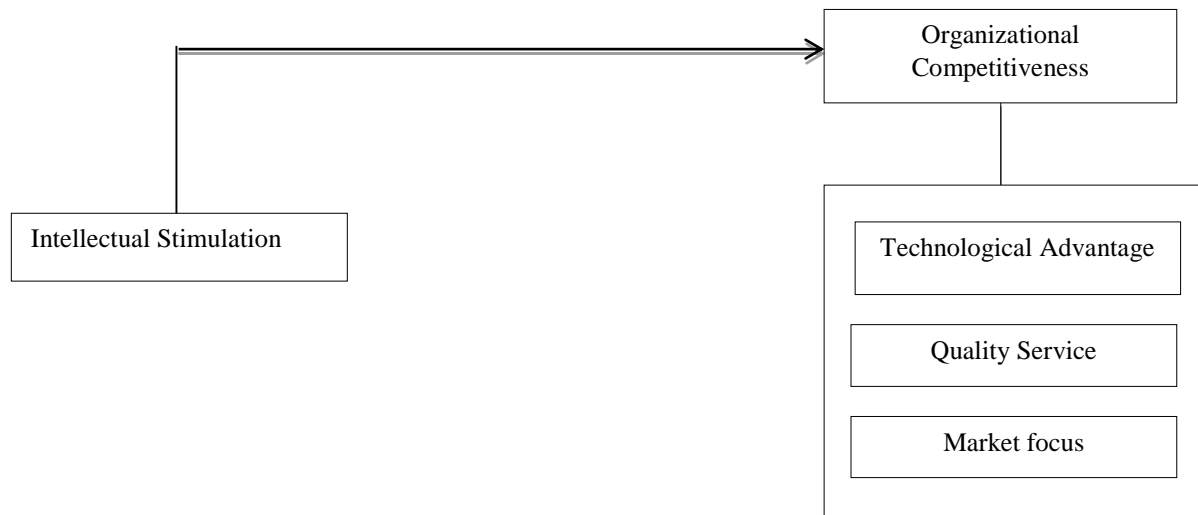 Organizational
Competitiveness
Intellectual Stimulation
Technological Advantage
Quality Service
Market focus